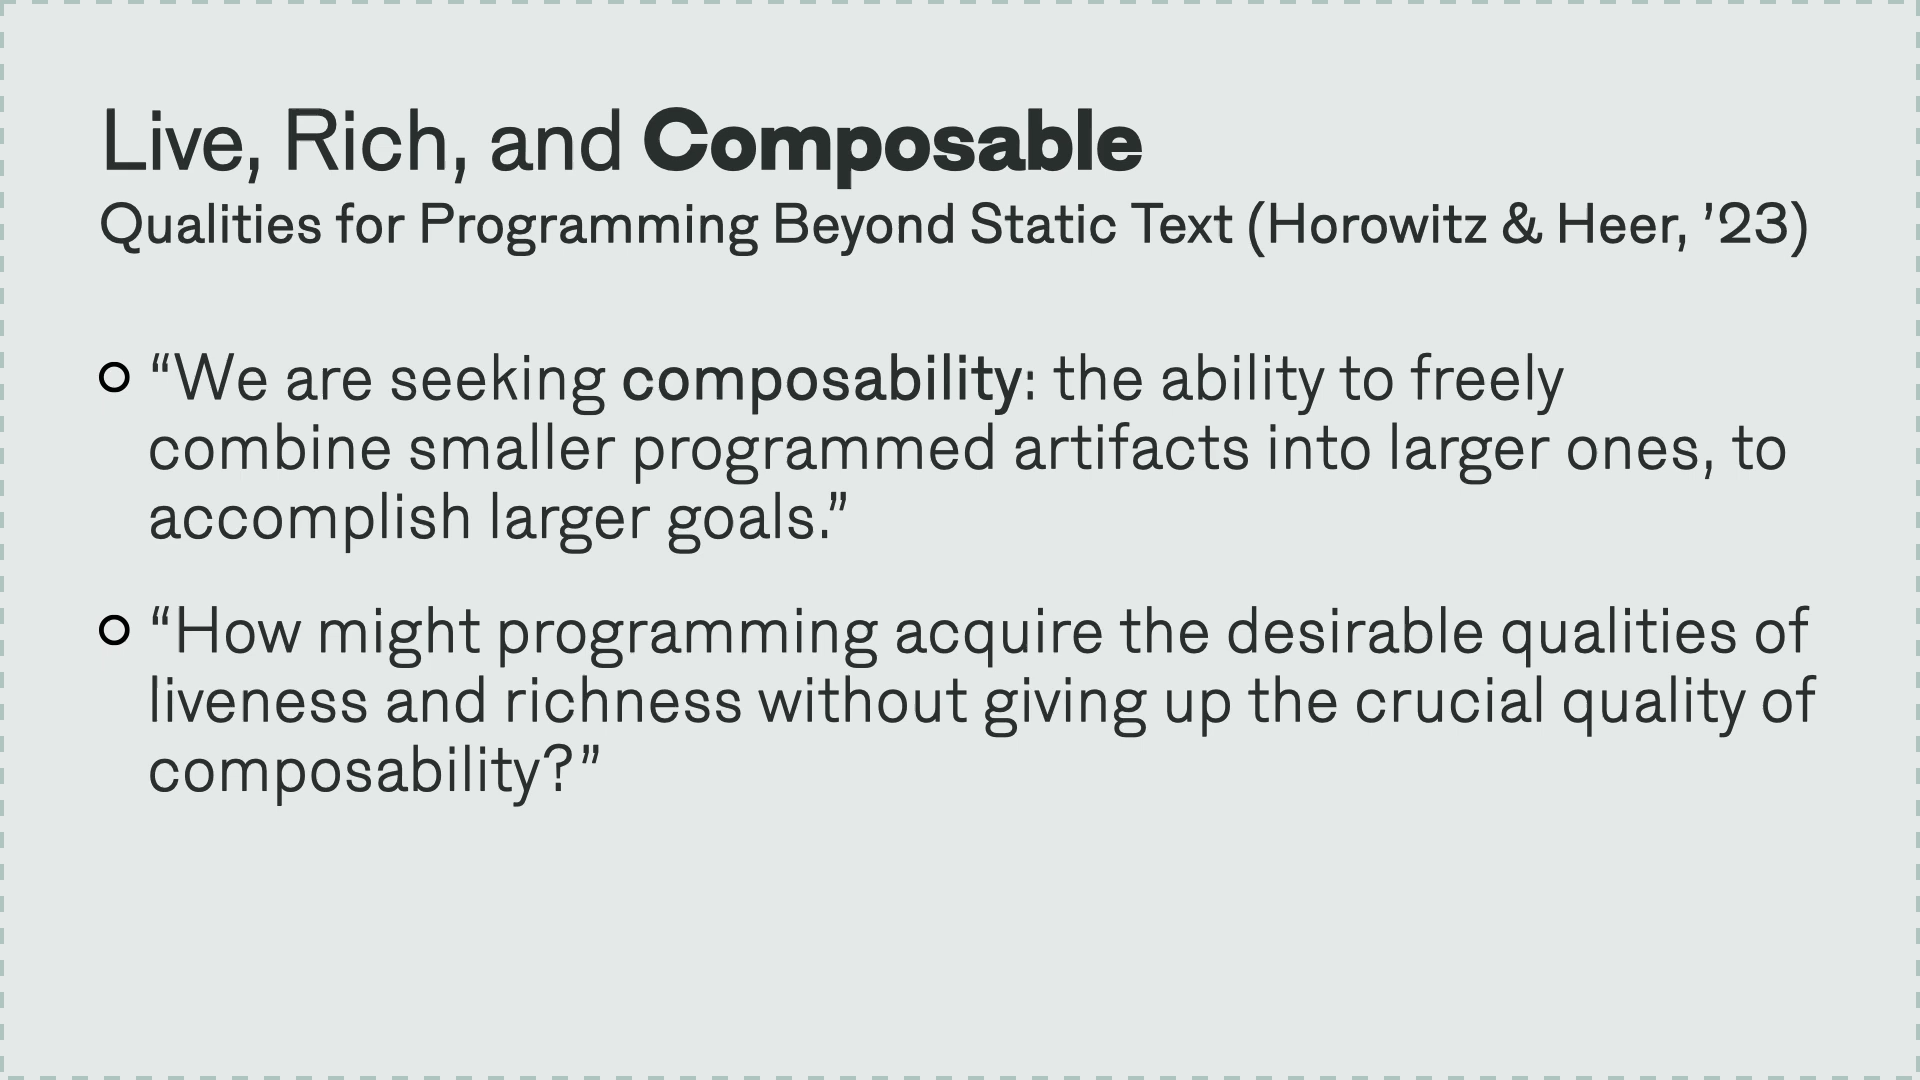 Live, Rich, and Composable
Qualities for Programming Beyond Static Text (Horowitz & Heer, ’23)
“We are seeking composability: the ability to freely
combine smaller programmed artifacts into larger ones, to
accomplish larger goals.”
“How might programming acquire the desirable qualities of
liveness and richness without giving up the crucial quality of
composability?”